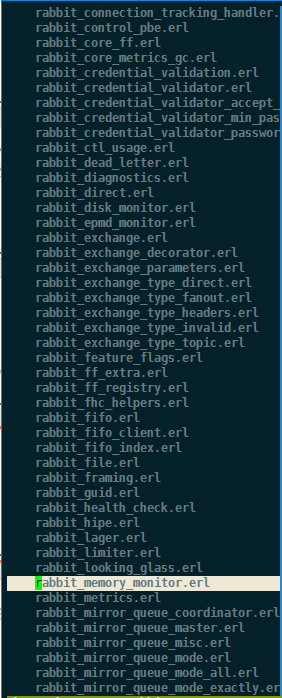 rabbit_connection_tracking_handler.
rabbit_control_pbe.erl
rabbit_core_ff.erl
rabbit_core_metrics_gc.erl
rabbit_credential_validation.erl
rabbit_credential_validator.erl
rabbit_credential_validator_accept_
rabbit_credential_validator_min_pas
rabbit_credential_validator_passwor
rabbit_ctl_usage.erl
rabbit_dead_letter.erl
rabbit_diagnostics.erl
rabbit_direct.erl
rabbit_disk_monitor.erl
rabbit_epmd_monitor.erl
rabbit_exchange.erl
rabbit_exchange_decorator.erl
rabbit_exchange_parameters.erl
rabbit_exchange_type_direct.erl
rabbit_exchange_type_fanout.erl
rabbit_exchange_type_headers.erl
rabbit_exchange_type_invalid.erl
rabbit_exchange_type_topic.erl
rabbit_feature_flags.erl
rabbit_ff_extra.erl
rabbit_ff_registry.erl
rabbit_fhc_helpers.erl
rabbit_fifo.erl
rabbit_fifo_client.erl
rabbit_fifo_index.erl
rabbit_file.erl
rabbit_framing.erl
rabbit_guid.erl
rabbit_health_check.erl
rabbit_hipe.erl
rabbit_lager.erl
rabbit_limiter.erl
rabbit_looking_glass.erl
rabbit_memory_monitor.erl
rabbit_metrics.erl
rabbit_mirror_queue_coordinator.erl
rabbit_mirror_queue_master.erl
rabbit_mirror_queue_misc.erl
rabbit_mirror_queue_mode.erl
rabbit_mirror_queue_mode_all.erl
rabbit_mirror_queue_mode_exactly.er